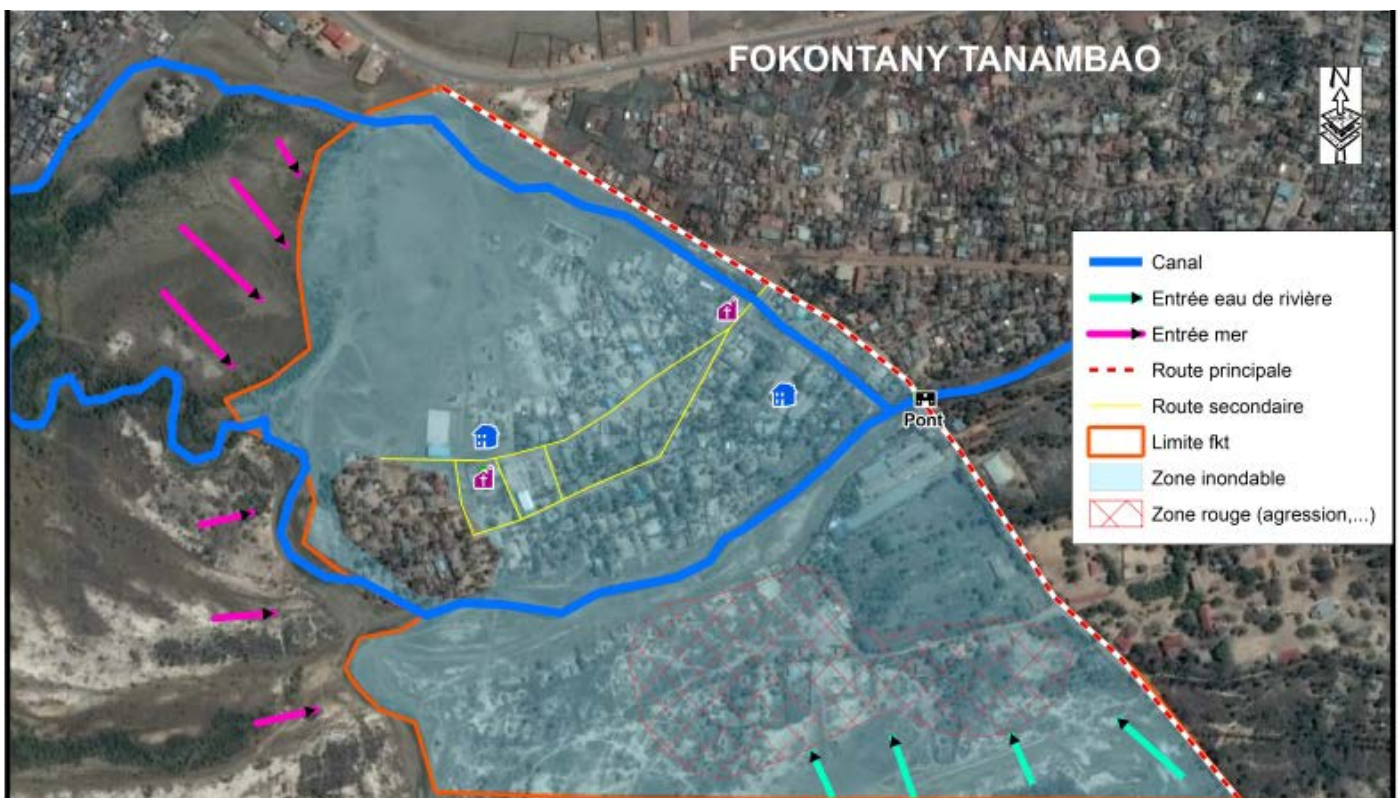 FOKONTANY TANAMBAO
N
Canal
Entrée eau de rivière
Entrée mer
Route principale
Route secondaire
Limite fkt
Zone inondable
Zone rouge (agression,...)
Pont